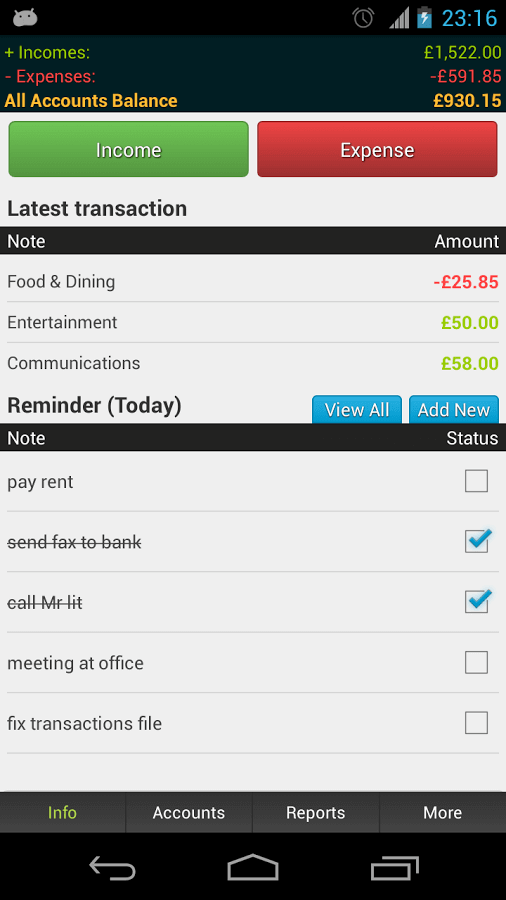 23:16
+ Incomes: £1,522.00
- Expenses: -£591.85
All Accounts Balance £930.15
Income Expense
Latest transaction
Note Amount
Food & Dining -£25.85
Entertainment £50.00
Communications £58.00
Reminder (Today) View All Add New
Note Status
pay rent
send fax to bank
call Mr lit
meeting at office
fix transactions file
Info Accounts Reports More